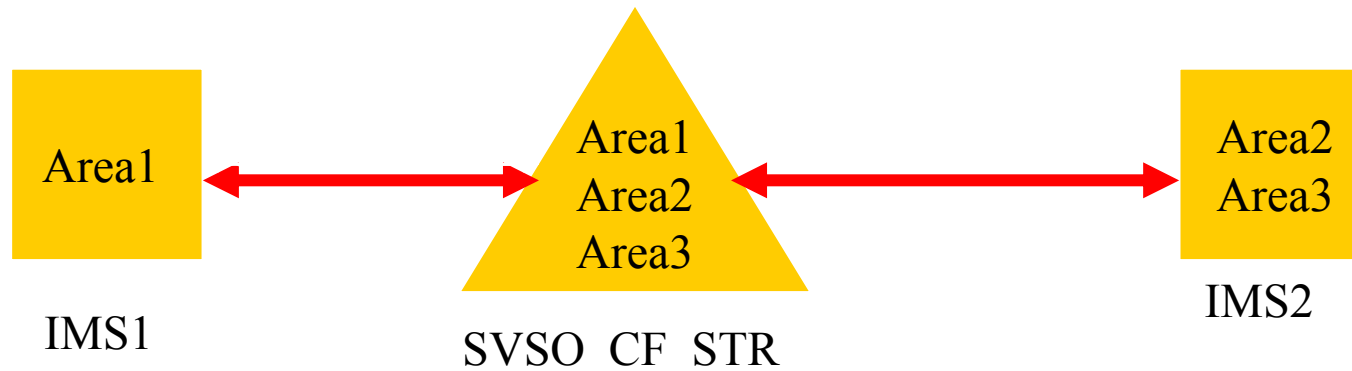 Area1
IMS1
Area1
Area2
Area3
SVSO CF STR
Area2
Area3
IMS2